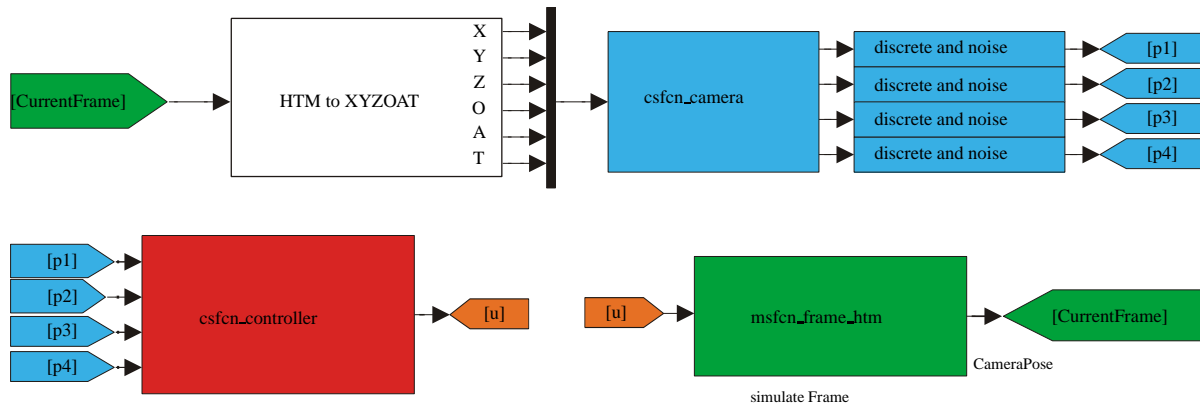 [CurrentFrame]
HTM to XYZOAT
X
Y
Z
O
A
T
csfcn_camera
discrete and noise
discrete and noise
discrete and noise
discrete and noise
[p1]
[p2]
[p3]
[p4]
[p1]
[p2]
[p3]
[p4]
csfcn_controller
[u]
[u]
msfcn_frame_htm
[CurrentFrame]
CameraPose
simulate Frame